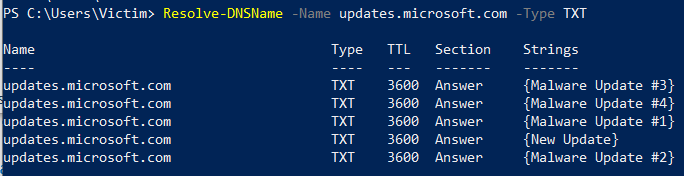 PS C:\Users\Victim> Resolve-DNSName -Name updates.microsoft.com -Type TXT
Name Type TTL Section Strings
---- ---- --- ------- -------
updates.microsoft.com TXT 3600 Answer {Malware Update #3}
updates.microsoft.com TXT 3600 Answer {Malware Update #4}
updates.microsoft.com TXT 3600 Answer {Malware Update #1}
updates.microsoft.com TXT 3600 Answer {New Update}
updates.microsoft.com TXT 3600 Answer {Malware Update #2}